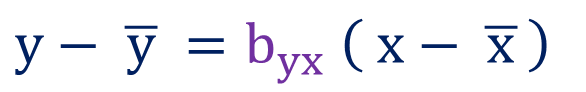 y − y̅ = b_yx ( x − x̅ )